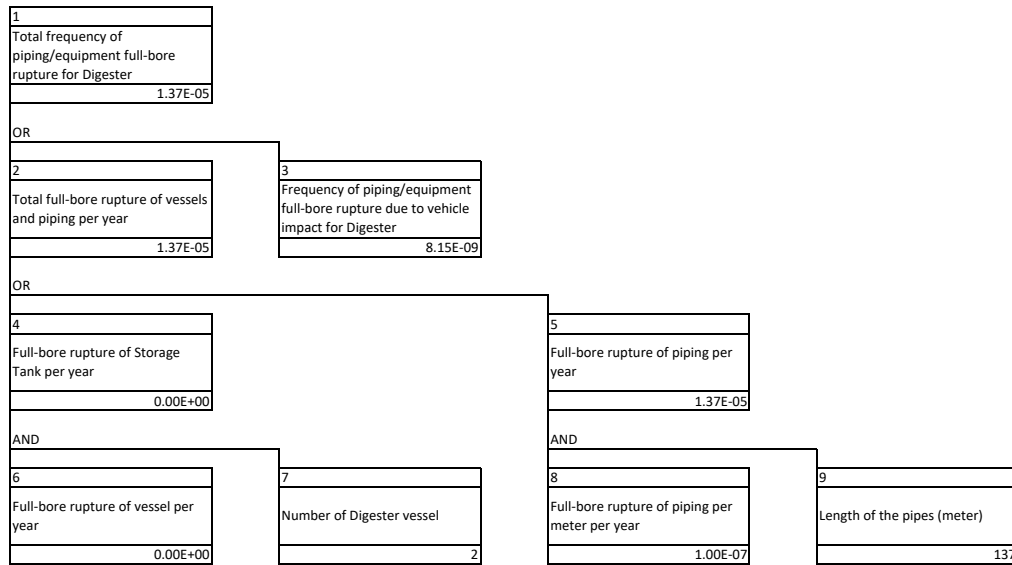 1
Total frequency of
piping/equipment full-bore
rupture for Digester
1.37E-05
OR
2
Total full-bore rupture of vessels
and piping per year
1.37E-05
3
Frequency of piping/equipment
full-bore rupture due to vehicle
impact for Digester
8.15E-09
OR
4
Full-bore rupture of Storage
Tank per year
0.00E+00
5
Full-bore rupture of piping per
year
1.37E-05
AND
AND
6
Full-bore rupture of vessel per
year
0.00E+00
7
Number of Digester vessel
2
8
Full-bore rupture of piping per
meter per year
1.00E-07
9
Length of the pipes (meter)
137